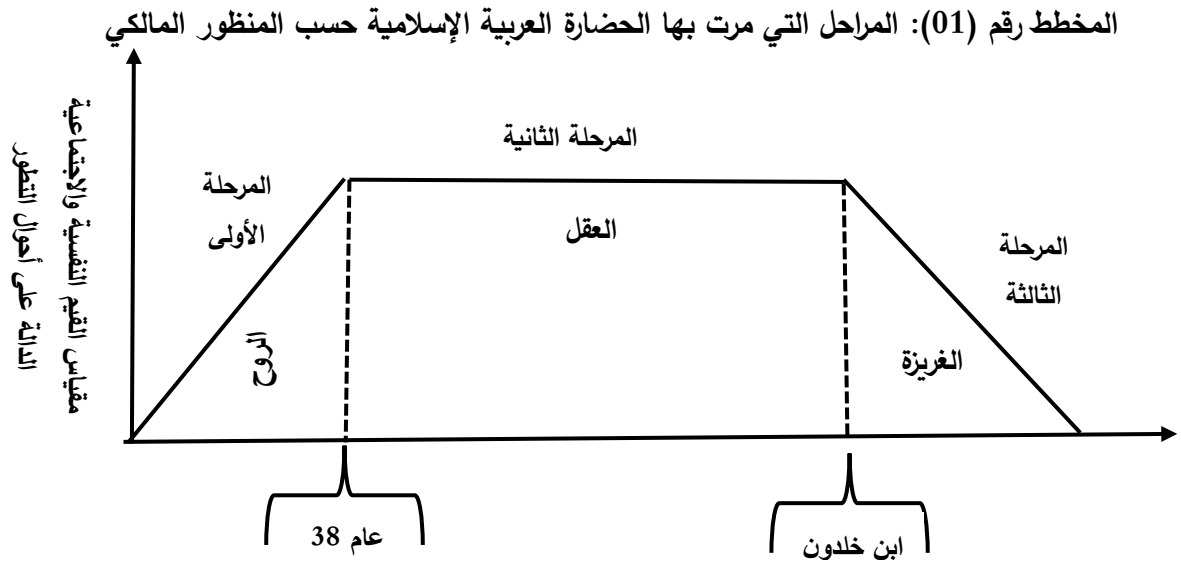 المخطط رقم (01): المراحل التي مرت بها الحضارة العربية الإسلامية حسب المنظور المالكي
مقياس القيم النفسية والاجتماعية
الدالة على أحوال التطور
المرحلة
الأولى
الروح
المرحلة الثانية
العقل
المرحلة
الثالثة
الغريزة
عام 38
ابن خلدون